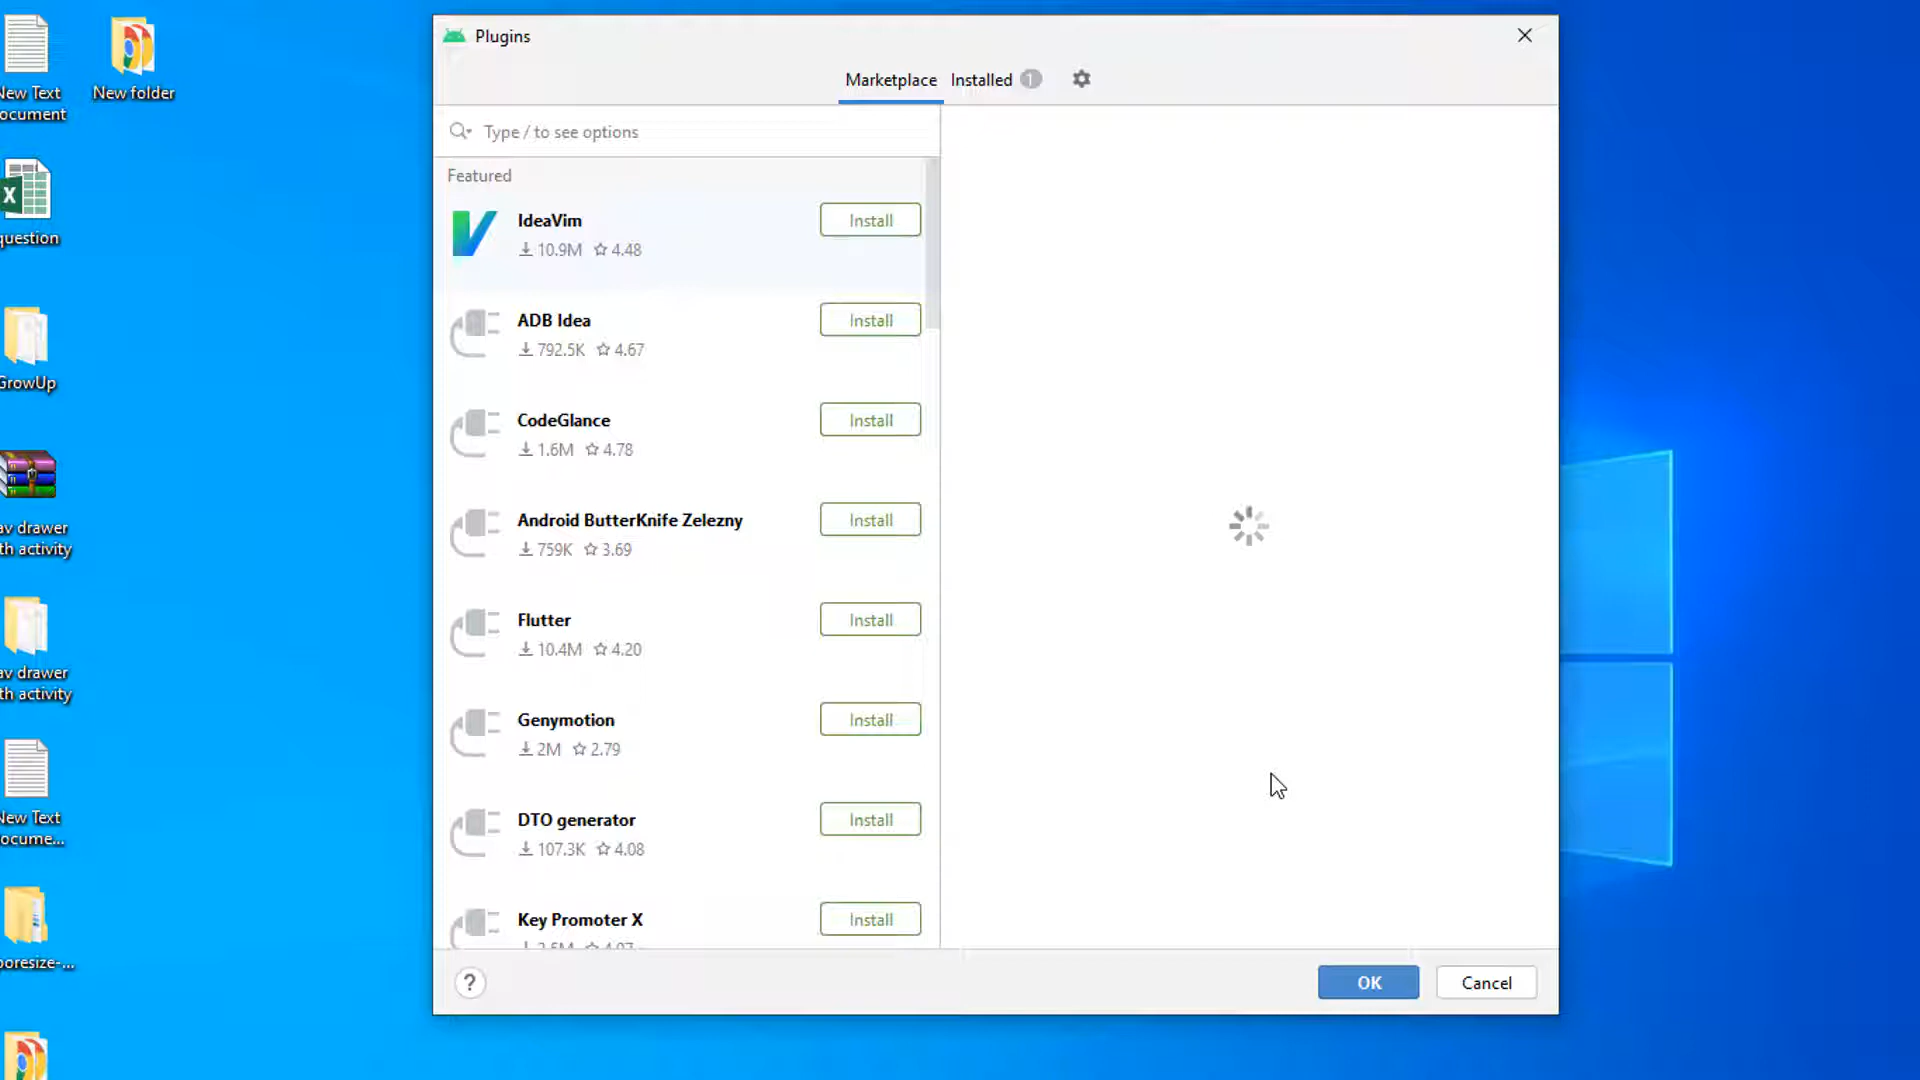 New folder
New Text
ocument
question
GrowUp
av drawer
th activity
av drawer
th activity
New Text
ocume...
poresize-...
Plugins
Marketplace Installed 1
Type / to see options
Featured
IdeaVim
10.9M 4.48
Install
ADB Idea
792.5K 4.67
Install
CodeGlance
1.6M 4.78
Install
Android ButterKnife Zelezny
759K 3.69
Install
Flutter
10.4M 4.20
Install
Genymotion
2M 2.79
Install
DTO generator
107.3K 4.08
Install
Key Promoter X
Install
? OK Cancel